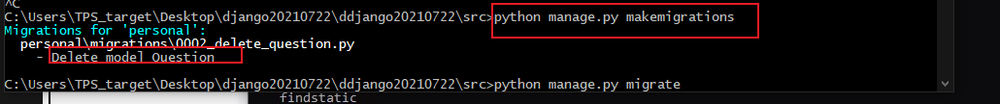 ^C
C:\Users\TPS_target\Desktop\django20210722\ddjango20210722\src>python manage.py makemigrations
Migrations for 'personal':
  personal\migrations\0002_delete_question.py
    - Delete model Question
C:\Users\TPS_target\Desktop\django20210722\ddjango20210722\src>python manage.py migrate
findstatic